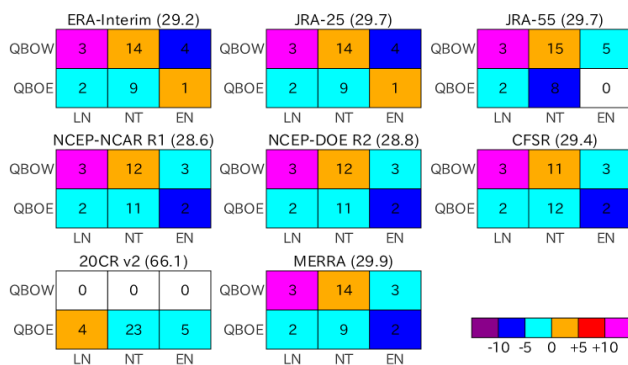 ERA-Interim (29.2) JRA-25 (29.7) JRA-55 (29.7)
QBOW 3 14 4 QBOW 3 14 4 QBOW 3 15 5
QBOE 2 9 1 QBOE 2 9 1 QBOE 2 8 0
LN NT EN LN NT EN LN NT EN
NCEP-NCAR R1 (28.6) NCEP-DOE R2 (28.8) CFSR (29.4)
QBOW 3 12 3 QBOW 3 12 3 QBOW 3 11 3
QBOE 2 11 2 QBOE 2 11 2 QBOE 2 12 2
LN NT EN LN NT EN LN NT EN
20CR v2 (66.1) MERRA (29.9)
QBOW 0 0 0 QBOW 3 14 3
QBOE 4 23 5 QBOE 2 9 2
LN NT EN LN NT EN
-10 -5 0 +5 +10